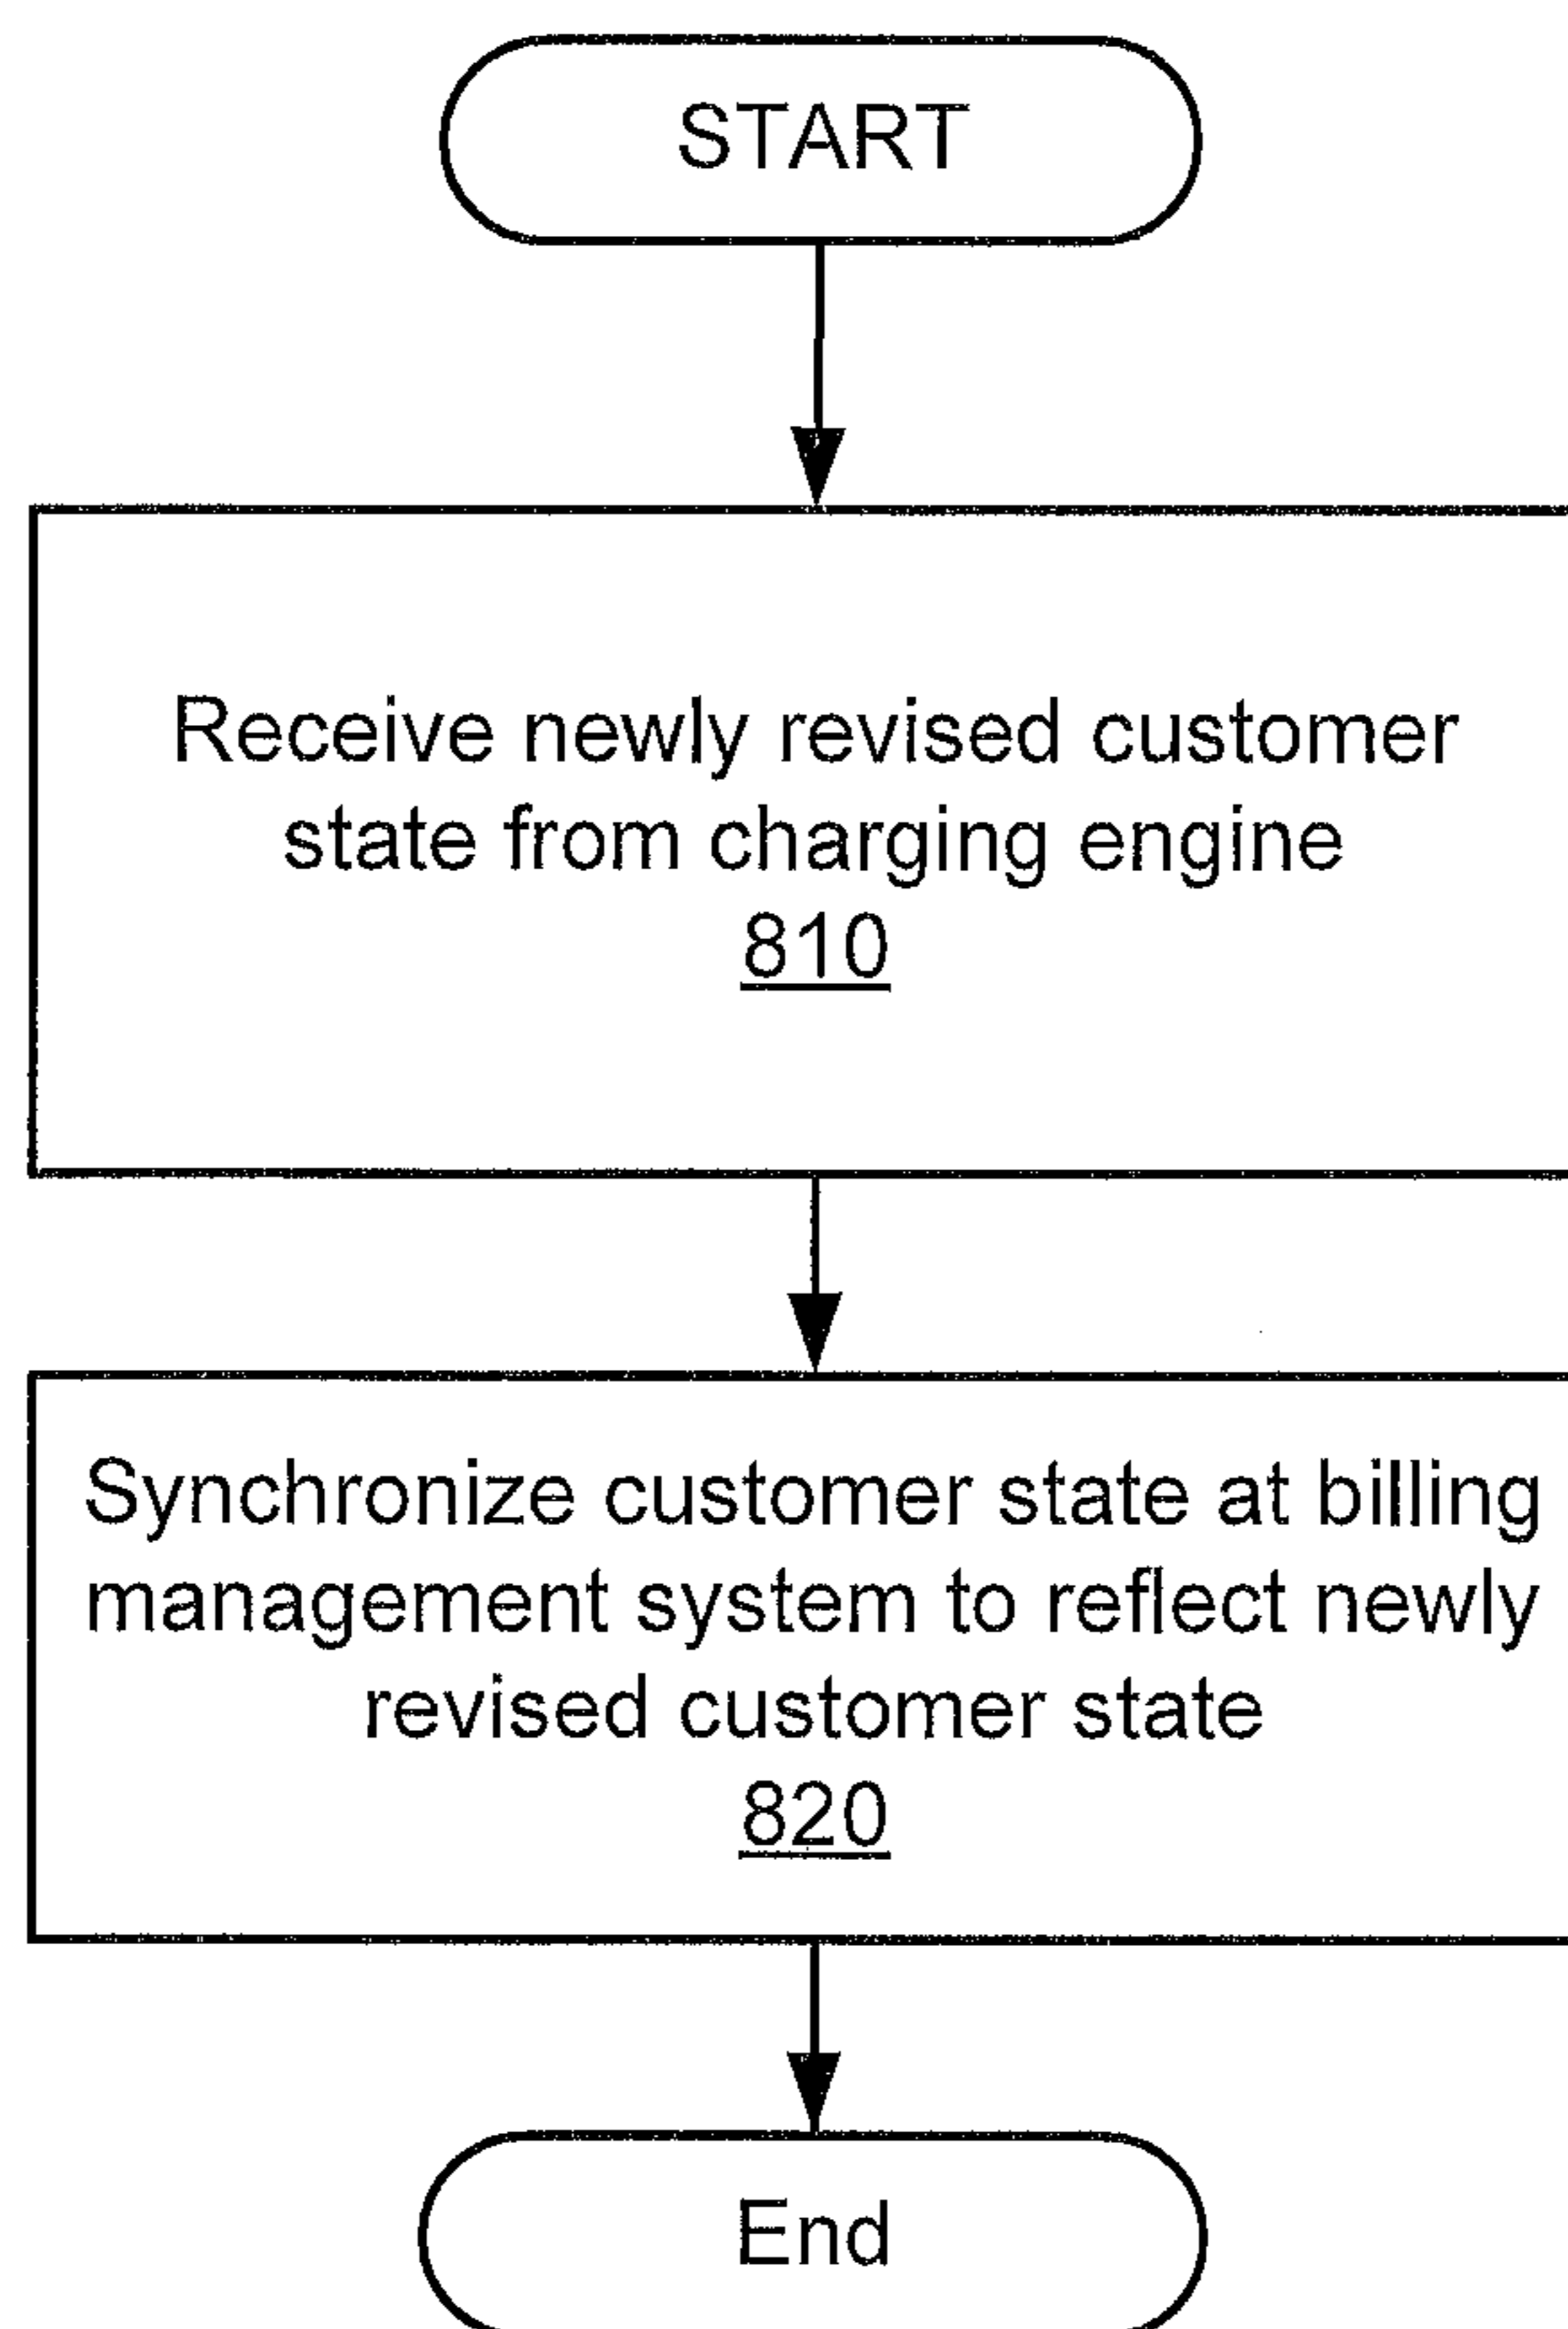 START
Receive newly revised customer
state from charging engine
810
Synchronize customer state at billing
management system to reflect newly
revised customer state
820
End